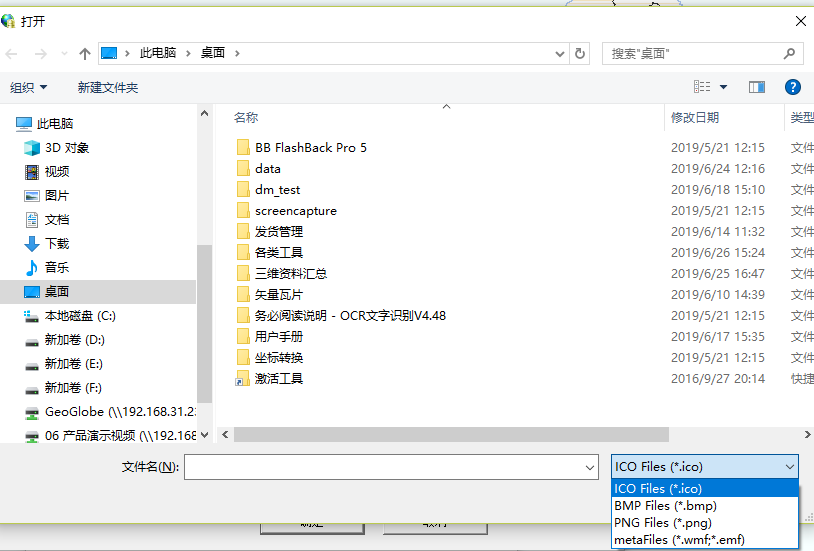 打开
此电脑 桌面
搜索"桌面"
组织 新建文件夹
此电脑
3D 对象
视频
图片
文档
下载
音乐
桌面
本地磁盘 (C:)
新加卷 (D:)
新加卷 (E:)
新加卷 (F:)
GeoGlobe (\\192.168.31.23
06 产品演示视频 (\\192.168
名称 修改日期 类型
BB FlashBack Pro 5 2019/5/21 12:15 文件
data 2019/6/24 12:16 文件
dm_test 2019/6/18 15:10 文件
screencapture 2019/5/21 12:15 文件
发货管理 2019/6/14 11:32 文件
各类工具 2019/6/26 15:24 文件
三维资料汇总 2019/6/25 16:47 文件
矢量瓦片 2019/6/10 14:39 文件
务必阅读说明 - OCR文字识别V4.48 2019/5/21 12:15 文件
用户手册 2019/6/17 15:35 文件
坐标转换 2019/5/21 12:15 文件
激活工具 2016/9/27 20:14 快捷
文件名(N): ICO Files (*.ico)
ICO Files (*.ico)
BMP Files (*.bmp)
PNG Files (*.png)
metaFiles (*.wmf;*.emf)